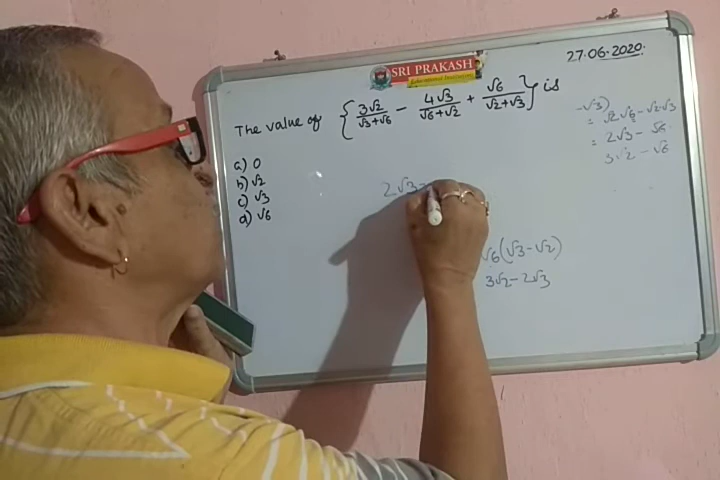 27.06.2020.
SRI PRAKASH
Educational Institutions
The value of {3√2/(√3+√6) − 4√3/(√6+√2) + √6/(√2+√3)} is
a) 0
b) √2
c) √3
d) √6
-√3)
= √2√6 - √2√3
= 2√3 - √6
3√2 - √6
2√3
√6(√3-√2)
3√2-2√3